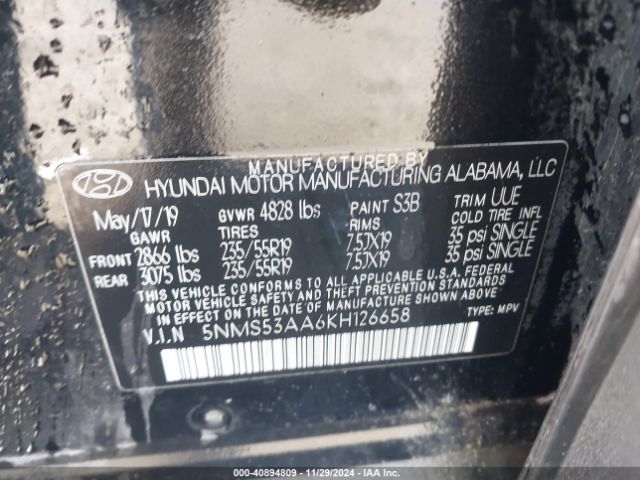 MANUFACTURED BY
HYUNDAI MOTOR MANUFACTURING ALABAMA, LLC
May/17/19 GVWR 4828 lbs PAINT S3B TRIM UUE
GAWR TIRES RIMS COLD TIRE INFL
FRONT 2866 lbs 235/55R19 7.5JX19 35 psi SINGLE
REAR 3075 lbs 235/55R19 7.5JX19 35 psi SINGLE
THIS VEHICLE CONFORMS TO ALL APPLICABLE U.S.A. FEDERAL
MOTOR VEHICLE SAFETY, BUMPER, AND THEFT PREVENTION
STANDARDS IN EFFECT ON THE DATE OF MANUFACTURE SHOWN ABOVE.
V.I.N 5NMS53AA6KH126658 TYPE: MPV
000-40894809 - 11/29/2024 - IAA Inc.